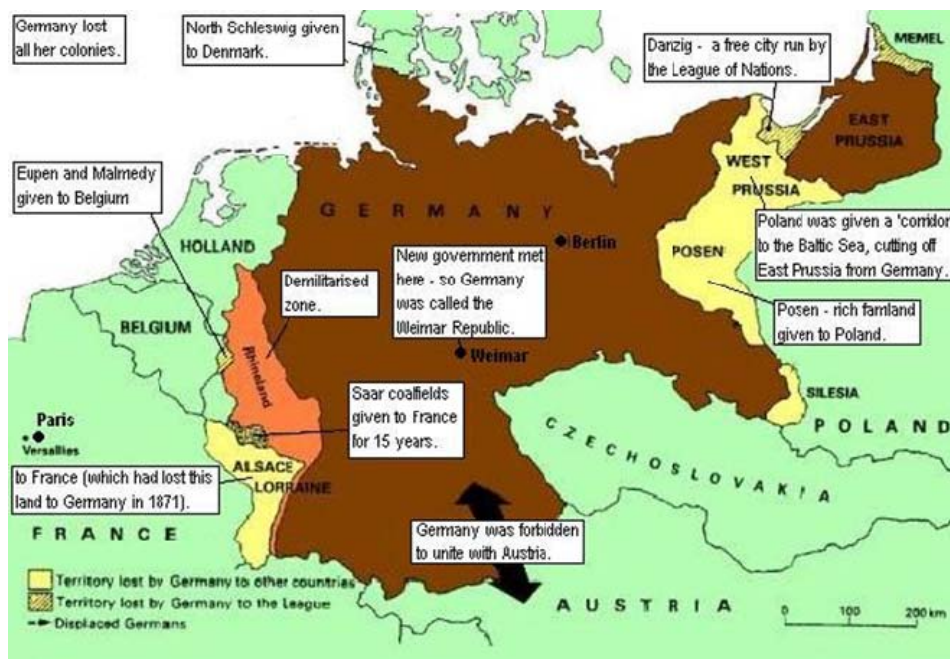 Germany lost
all her colonies.
North Schleswig given
to Denmark.
Danzig - a free city run by
the League of Nations.
MEMEL
EAST
PRUSSIA
Eupen and Malmedy
given to Belgium
WEST
PRUSSIA
GERMANY
Poland was given a 'corridor
to the Baltic Sea, cutting off
East Prussia from Germany.
HOLLAND
Berlin
POSEN
New government met
here - so Germany
was called the
Weimar Republic.
Demilitarised
zone.
BELGIUM
Posen - rich farmland
given to Poland.
Rhineland
Weimar
SILESIA
Saar coalfields
given to France
for 15 years.
Paris
Versailles
POLAND
CZECHOSLOVAKIA
ALSACE
LORRAINE
to France (which had lost this
land to Germany in 1871).
FRANCE
Germany was forbidden
to unite with Austria.
Territory lost by Germany to other countries
Territory lost by Germany to the League
Displaced Germans
AUSTRIA
0 100 200 km